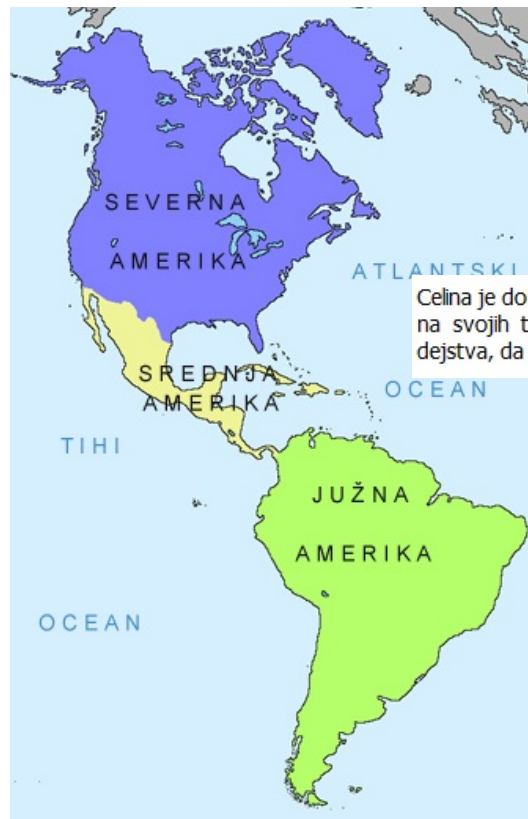 SEVERNA
AMERIKA
ATLANTSKI
Celina je do
na svojih t
dejstva, da
OCEAN
SREDNJA
AMERIKA
TIHI
JUŽNA
AMERIKA
OCEAN